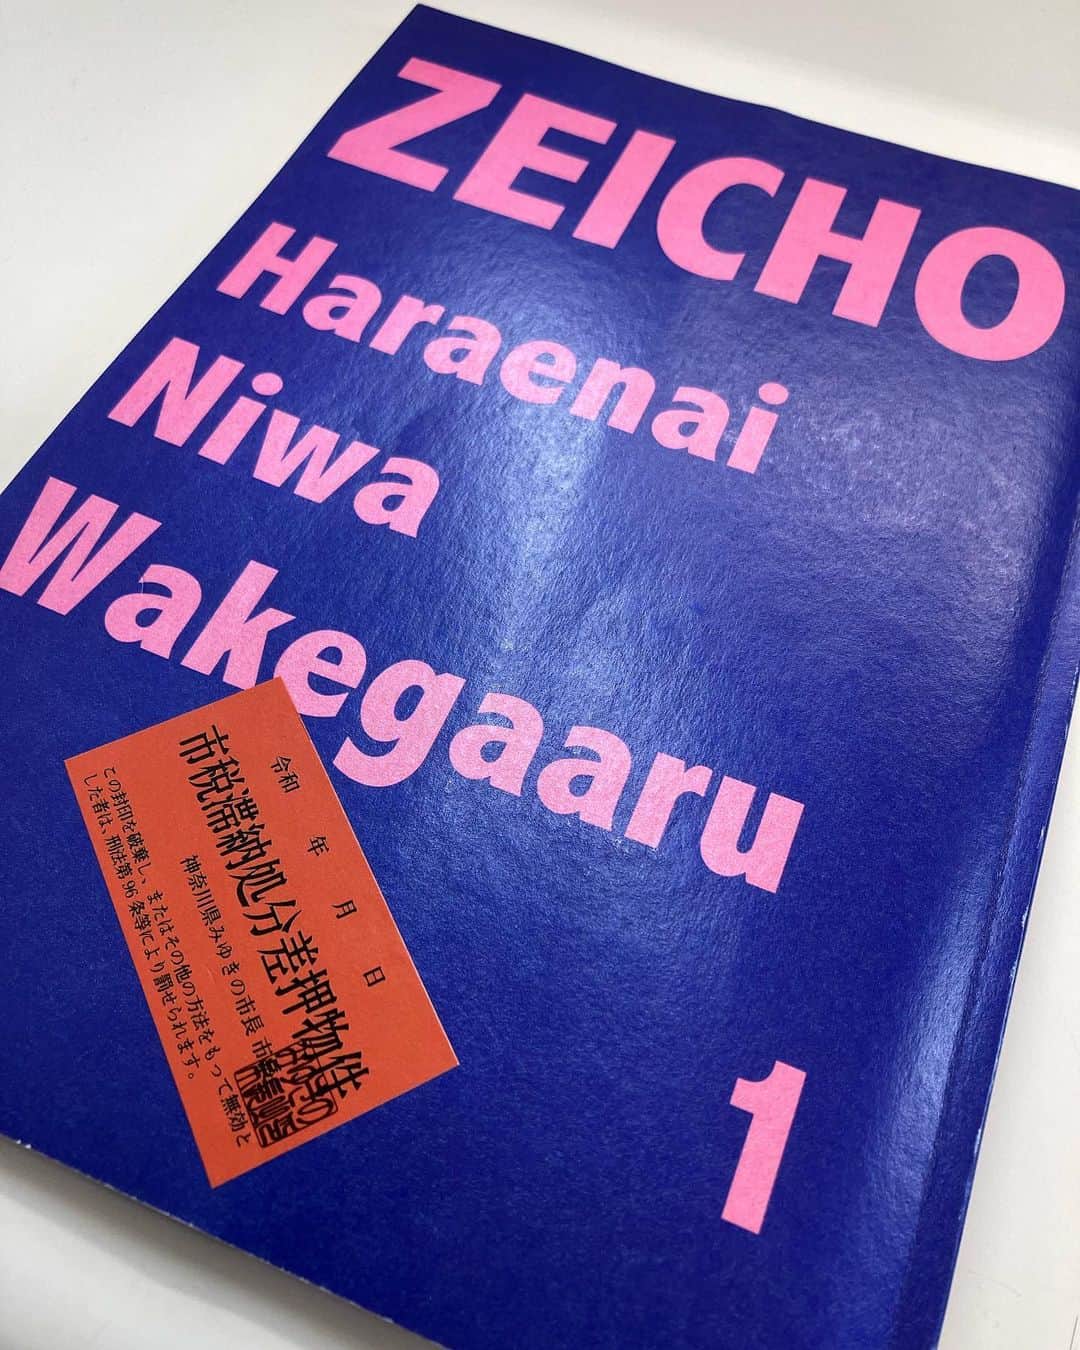 ZEICHO
Haraenai
Niwa
Wakegaaru
令和　年　月　日
市税滞納処分差押物件
神奈川県みゆきの市長
この封印を破棄し、またはその他の方法をもって無効と
した者は、刑法第96条等により罰せられます。
1